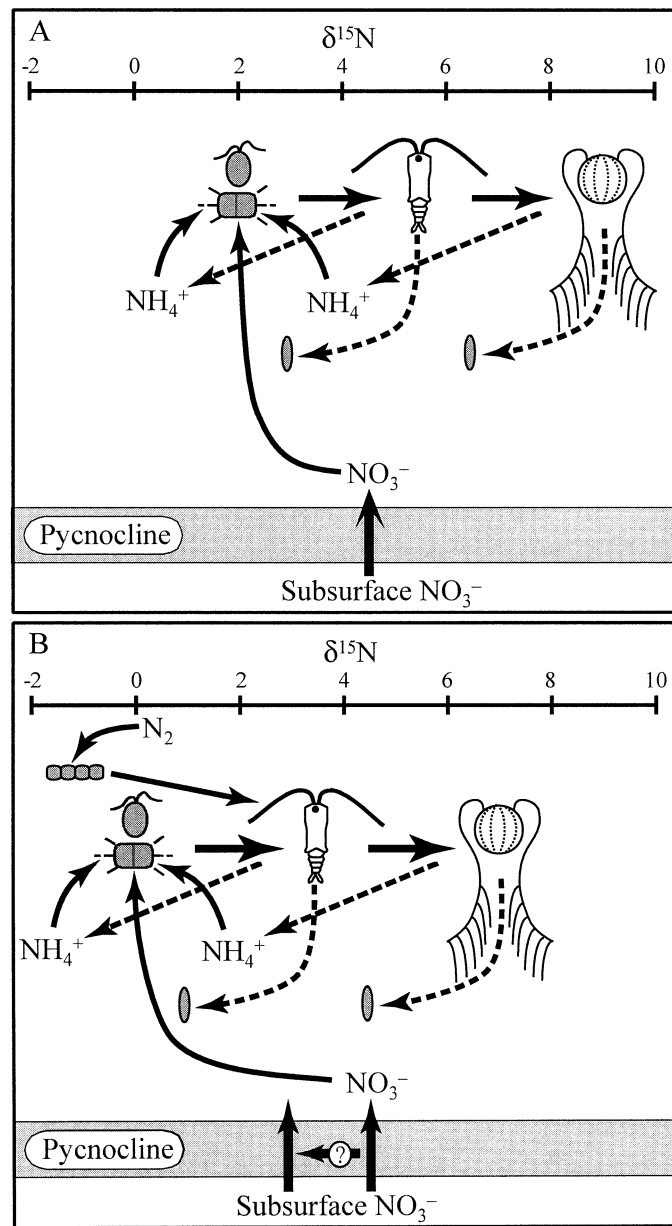 A
δ¹⁵N
-2 0 2 4 6 8 10
NH₄⁺ NH₄⁺
NO₃⁻
Pycnocline
Subsurface NO₃⁻
B
δ¹⁵N
-2 0 2 4 6 8 10
N₂
NH₄⁺ NH₄⁺
NO₃⁻
Pycnocline ?
Subsurface NO₃⁻